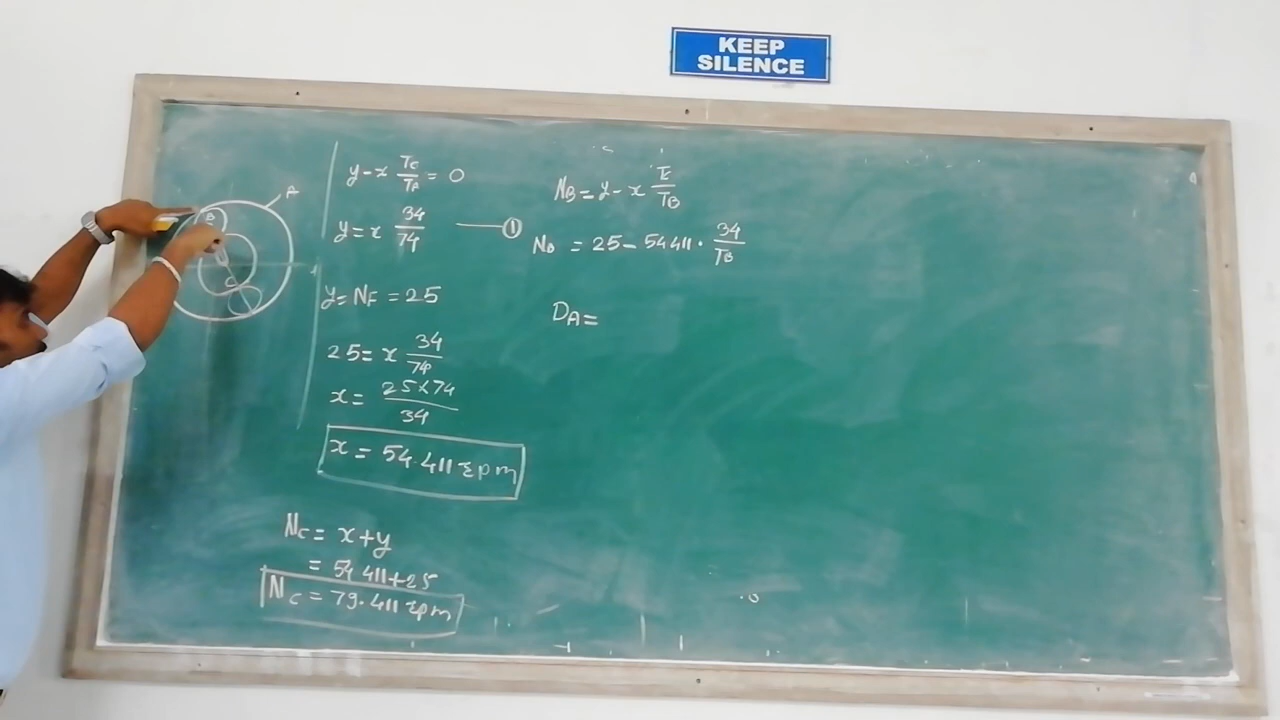 KEEP
SILENCE
A
B
C
y - x Tc/TA = 0
y = x 34/74 ——— ①
y = NF = 25
25 = x 34/74
x = 25×74/34
x = 54.411 rpm
Nc = x + y
= 54.411 + 25
Nc = 79.411 rpm
NB = y - x Tc/TB
NB = 25 - 54.411 · 34/TB
DA =